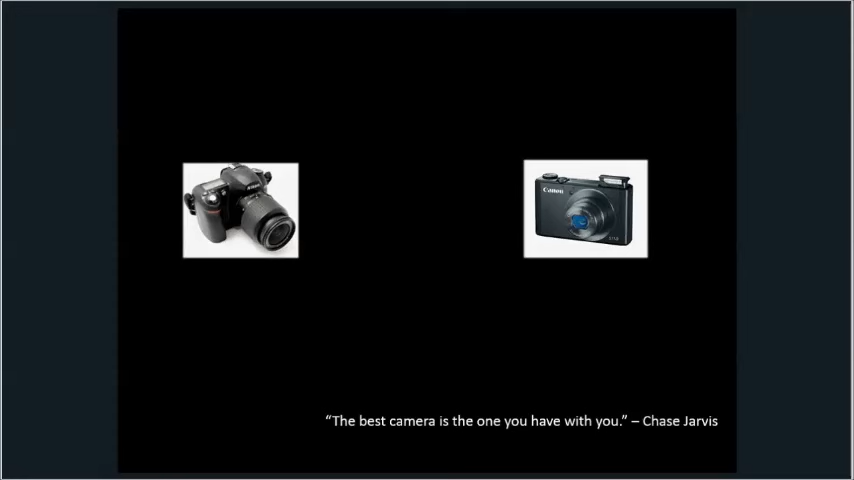 Canon
“The best camera is the one you have with you.” – Chase Jarvis